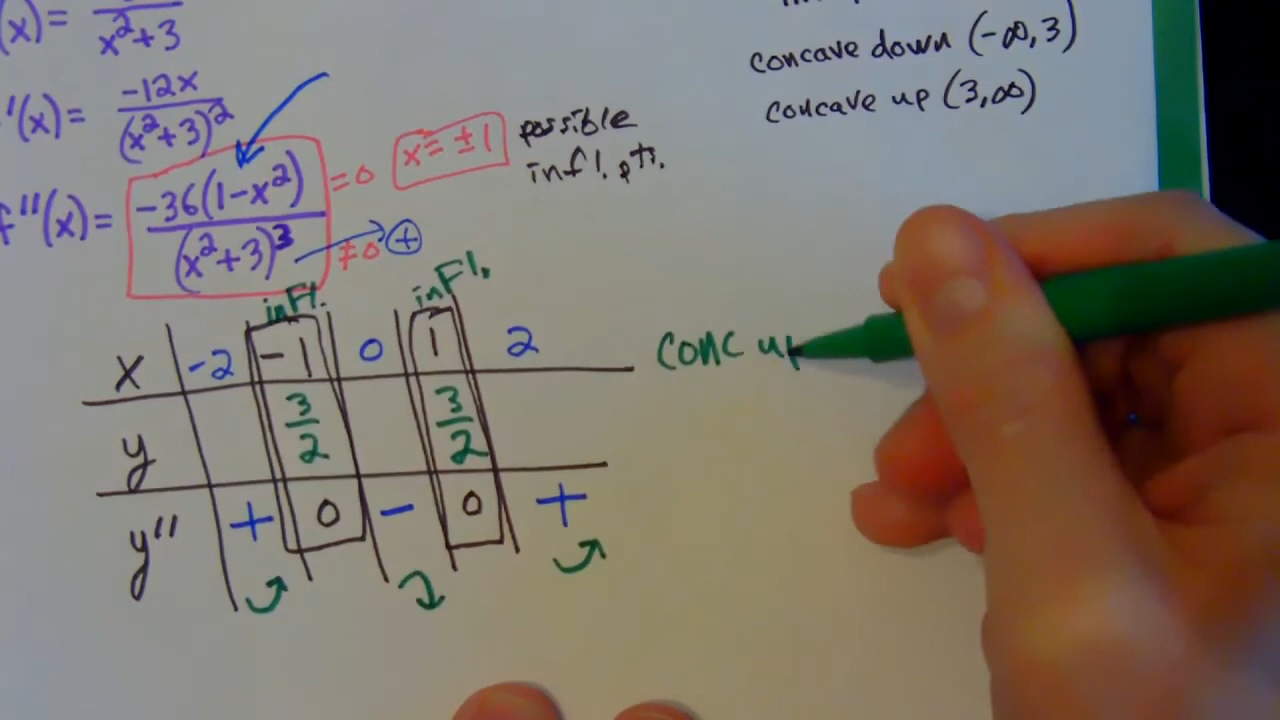 (x) = x²+3
concave down (-∞, 3)
concave up (3, ∞)
'(x) = -12x / (x²+3)²
f''(x) = -36(1-x²) / (x²+3)³ = 0 x = ±1 possible infl. pts.
≠0 +
infl. infl.
x -2 -1 0 1 2 conc up
y 3/2 3/2
y'' + 0 - 0 +